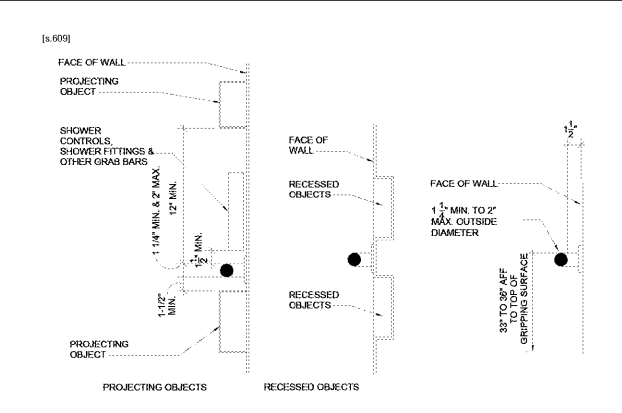 [s.609]
FACE OF WALL
PROJECTING
OBJECT
SHOWER
CONTROLS,
SHOWER FITTINGS &
OTHER GRAB BARS
1 1/4" MIN. & 2" MAX.
12" MIN.
1 1/2" MIN.
1-1/2"
MIN.
PROJECTING
OBJECT
PROJECTING OBJECTS
FACE OF
WALL
RECESSED
OBJECTS
RECESSED
OBJECTS
RECESSED OBJECTS
1 1/2"
FACE OF WALL
1 1/4" MIN. TO 2"
MAX. OUTSIDE
DIAMETER
33" TO 36" AFF
TO TOP OF
GRIPPING SURFACE